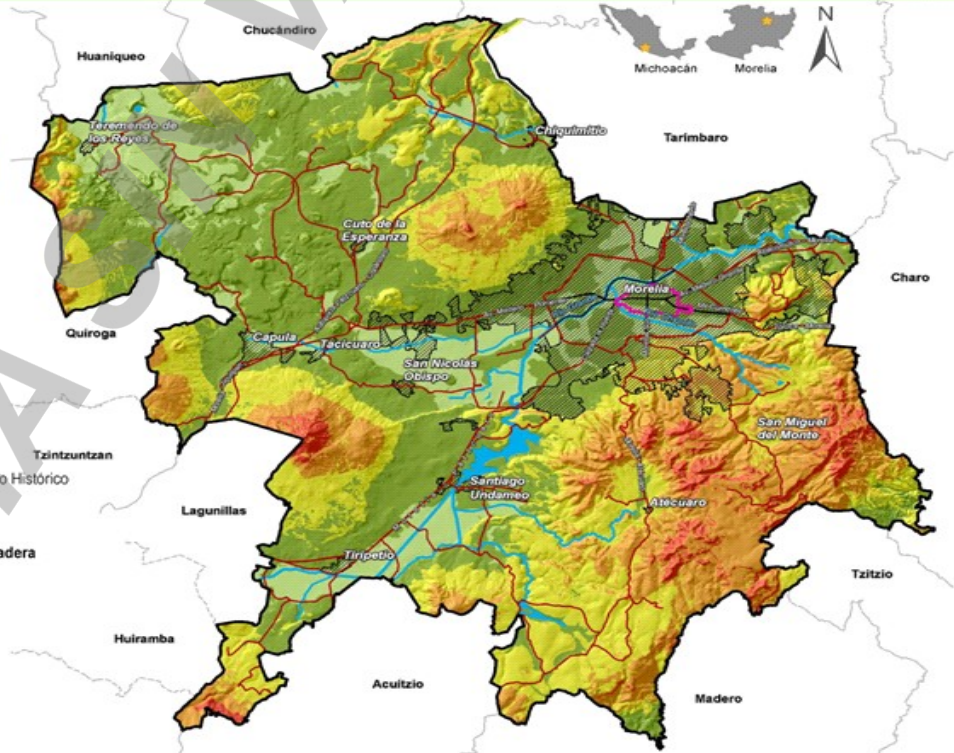 Chucándiro
Huaniqueo
N
Michoacán
Morelia
Teremendo de
los Reyes
Chiquimitío
Tarímbaro
Cuto de la
Esperanza
Charo
Morelia
Quiroga
Capula
Tacícuaro
San Nicolás
Obispo
San Miguel
del Monte
Tzintzuntzan
o Histórico
Santiago
Undameo
Lagunillas
Atécuaro
adera
Tiripetío
Tzitzio
Huiramba
Acuitzio
Madero